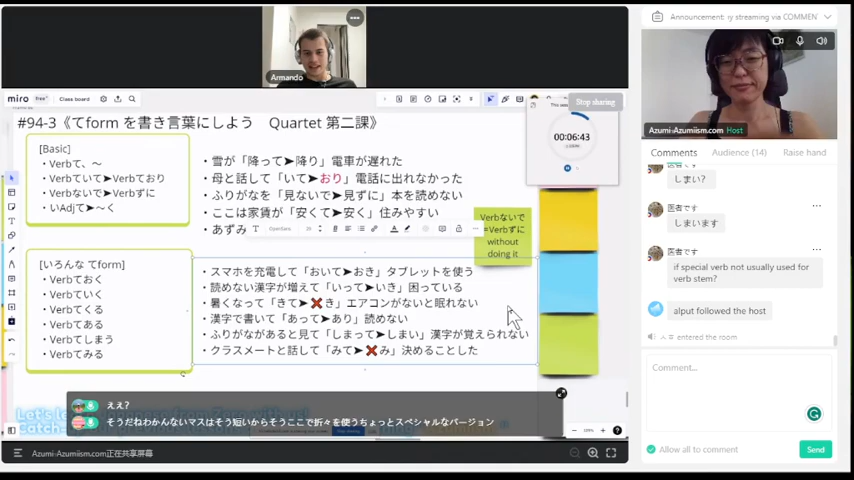 Announcement: ry streaming via COMMEN
Armando
miro free
Class board
Stop sharing
#94-3《てform を書き言葉にしよう Quartet 第二課》
00:06:43
[Basic]
・Verbて、～
・Verbていて➤Verbており
・Verbないで➤Verbずに
・いAdj➤～く
・雪が「降って➤降り」電車が遅れた
・母と話して「いて➤おり」電話に出れなかった
・ふりがなを「見ないで➤見ずに」本を読めない
・ここは家賃が「安くて➤安く」住みやすい
・あずみ
Verbないで
=Verbずに
without
doing it
[いろんな てform]
・Verbておく
・Verbていく
・Verbてくる
・Verbてある
・Verbてしまう
・Verbてみる
・スマホを充電して「おいて➤おき」タブレットを使う
・読めない漢字が増えて「いって➤いき」困っている
・暑くなって「きて➤❌き」エアコンがないと眠れない
・漢字で書いて「あって➤あり」読めない
・ふりがながあると見て「しまって➤しまい」漢字が覚えられない
・クラスメートと話して「みて➤❌み」決めることした
ええ?
そうだねわかんないマスはそう短いからそうここで折々を使うちょっとスペシャルなバージョン
Azumi-Azumiism.com正在共享屏幕
Azumi-Azumiism.com Host
Comments
Audience (14)
Raise hand
しまい?
医者です
しまいます
医者です
if special verb not usually used for
verb stem?
alput followed the host
entered the room
Comment...
Allow all to comment
Send